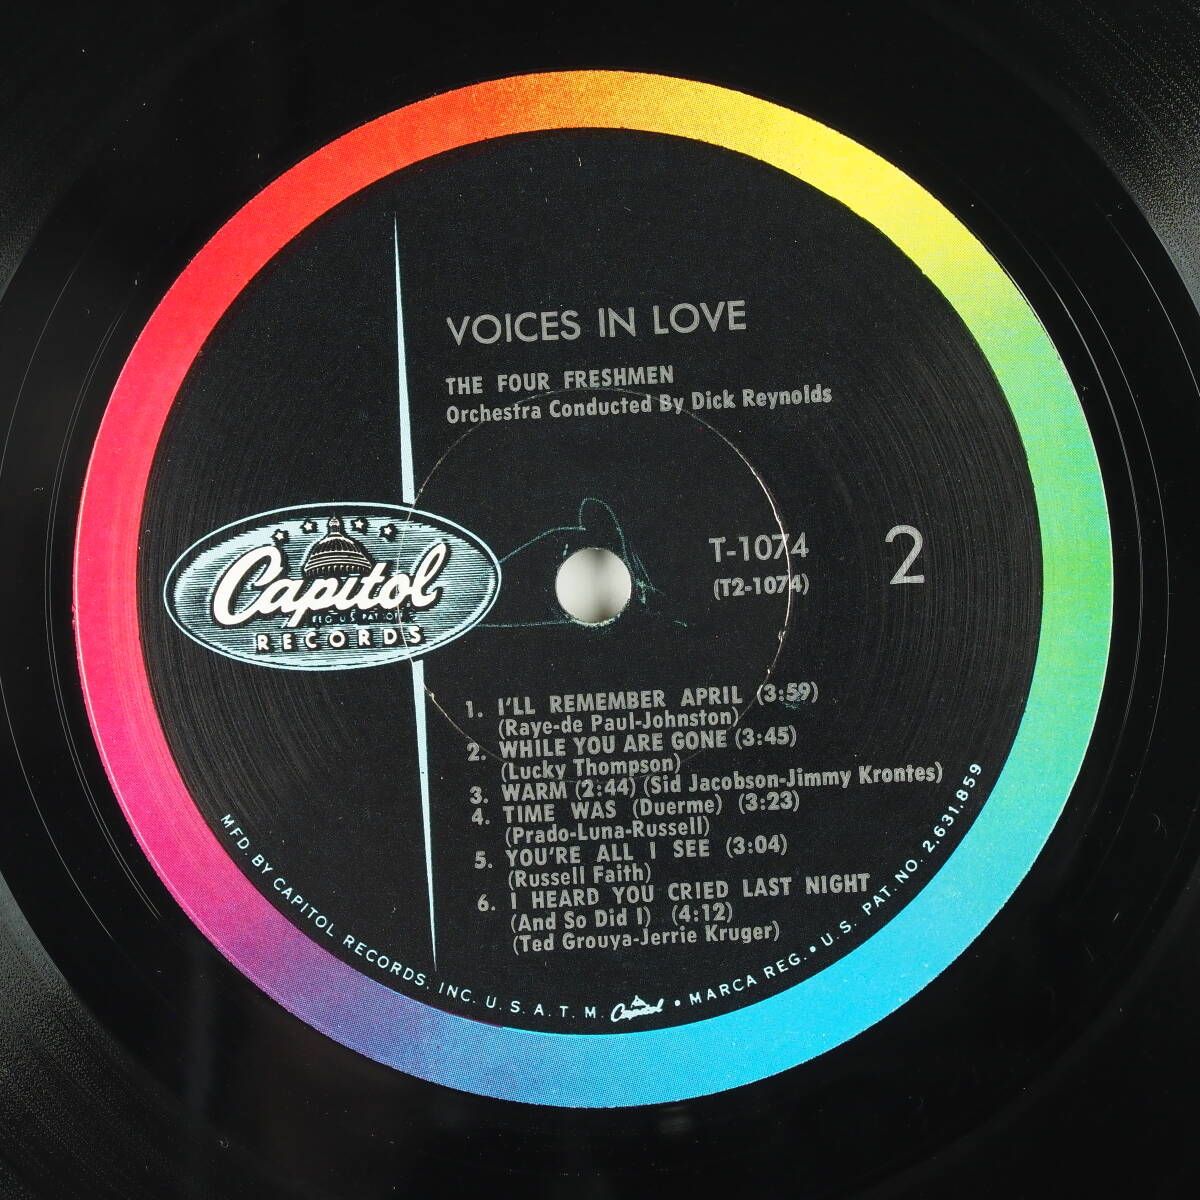 VOICES IN LOVE
THE FOUR FRESHMEN
Orchestra Conducted By Dick Reynolds
Capitol
REG. U.S. PAT. OFF.
RECORDS
T-1074
(T2-1074)
2
1. I'LL REMEMBER APRIL (3:59)
(Raye-de Paul-Johnston)
2. WHILE YOU ARE GONE (3:45)
(Lucky Thompson)
3. WARM (2:44) (Sid Jacobson-Jimmy Krontes)
4. TIME WAS (Duerme) (3:23)
(Prado-Luna-Russell)
5. YOU'RE ALL I SEE (3:04)
(Russell Faith)
6. I HEARD YOU CRIED LAST NIGHT
(And So Did I) (4:12)
(Ted Grouya-Jerrie Kruger)
MFD. BY CAPITOL RECORDS, INC. U. S. A. T. M. Capitol • MARCA REG. • U.S. PAT. NO. 2,631,859